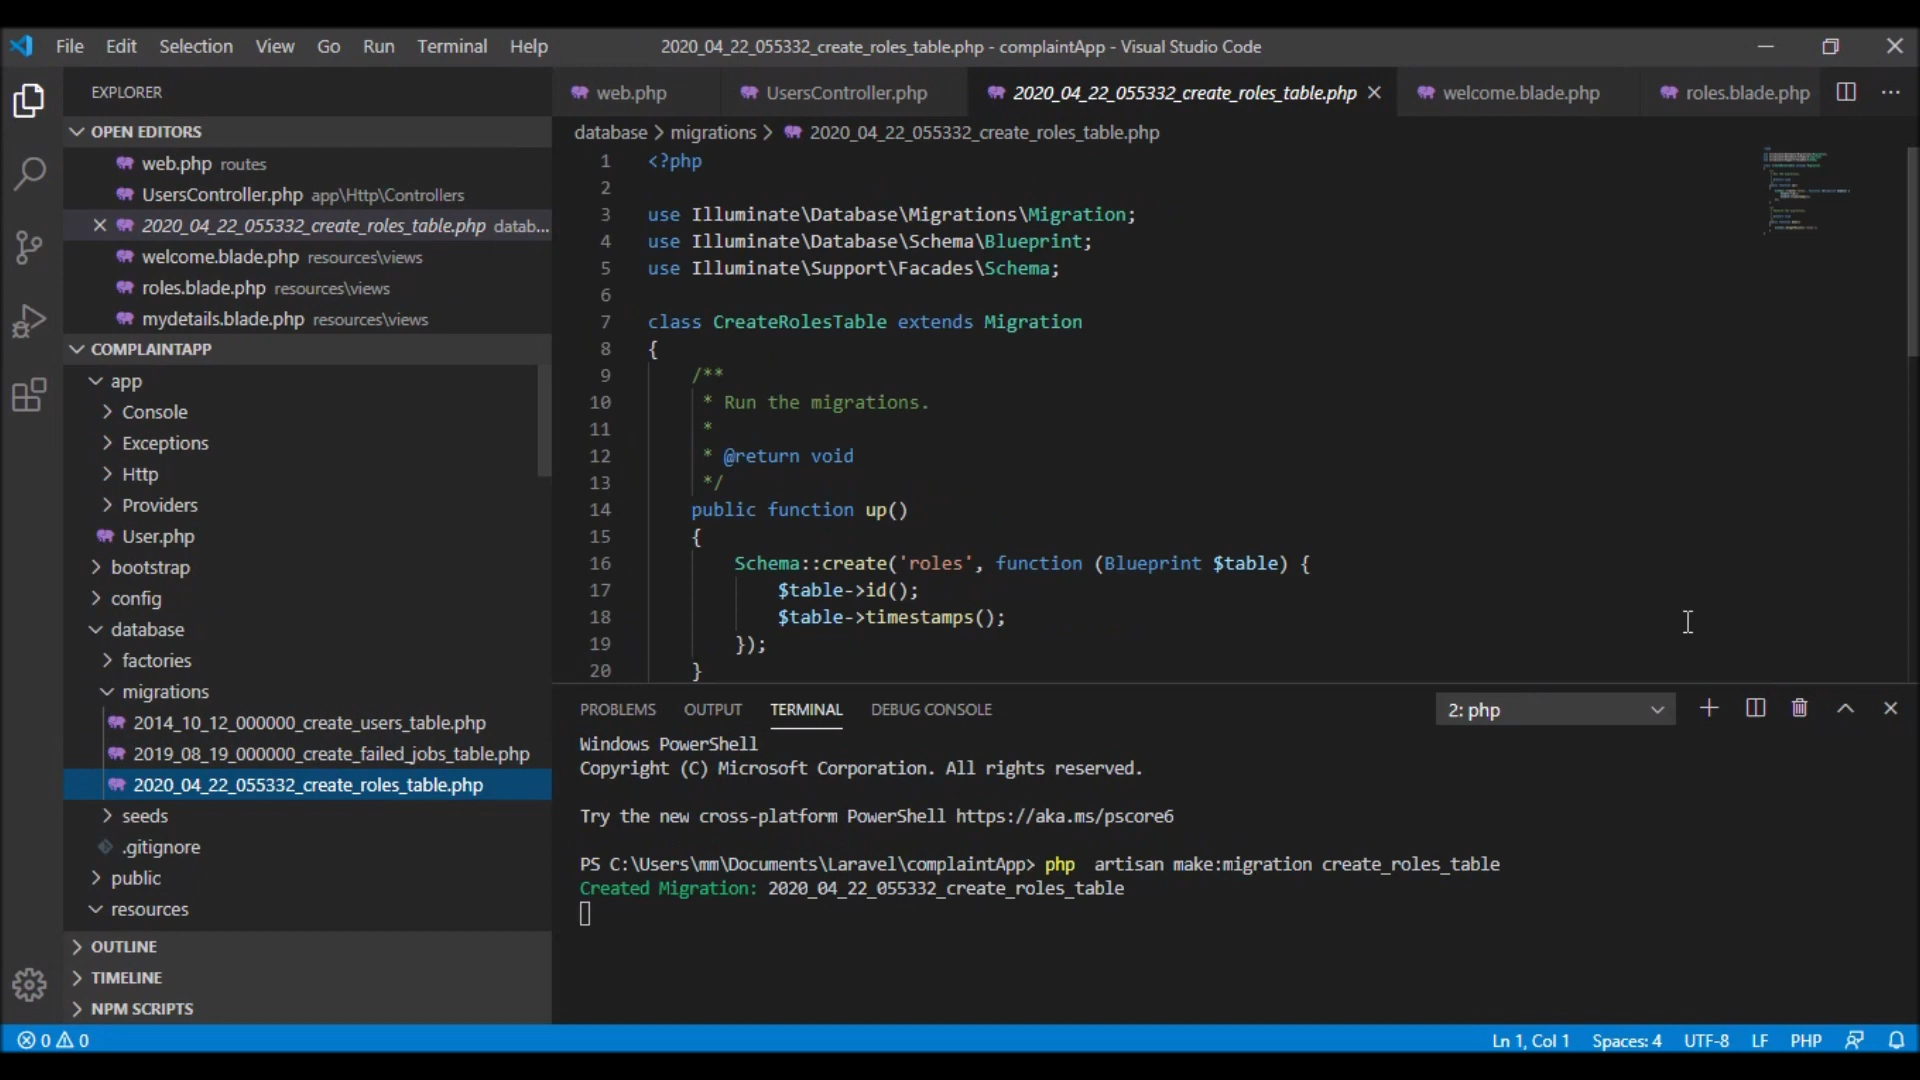 File Edit Selection View Go Run Terminal Help
2020_04_22_055332_create_roles_table.php - complaintApp - Visual Studio Code
EXPLORER
OPEN EDITORS
web.php routes
UsersController.php app\Http\Controllers
2020_04_22_055332_create_roles_table.php datab...
welcome.blade.php resources\views
roles.blade.php resources\views
mydetails.blade.php resources\views
COMPLAINTAPP
app
Console
Exceptions
Http
Providers
User.php
bootstrap
config
database
factories
migrations
2014_10_12_000000_create_users_table.php
2019_08_19_000000_create_failed_jobs_table.php
2020_04_22_055332_create_roles_table.php
seeds
.gitignore
public
resources
OUTLINE
TIMELINE
NPM SCRIPTS
web.php UsersController.php 2020_04_22_055332_create_roles_table.php welcome.blade.php roles.blade.php
database > migrations > 2020_04_22_055332_create_roles_table.php
1 <?php
2
3 use Illuminate\Database\Migrations\Migration;
4 use Illuminate\Database\Schema\Blueprint;
5 use Illuminate\Support\Facades\Schema;
6
7 class CreateRolesTable extends Migration
8 {
9 /**
10 * Run the migrations.
11 *
12 * @return void
13 */
14 public function up()
15 {
16 Schema::create('roles', function (Blueprint $table) {
17 $table->id();
18 $table->timestamps();
19 });
20 }
PROBLEMS OUTPUT TERMINAL DEBUG CONSOLE 2: php
Windows PowerShell
Copyright (C) Microsoft Corporation. All rights reserved.
Try the new cross-platform PowerShell https://aka.ms/pscore6
PS C:\Users\mm\Documents\Laravel\complaintApp> php artisan make:migration create_roles_table
Created Migration: 2020_04_22_055332_create_roles_table
0 0 Ln 1, Col 1 Spaces: 4 UTF-8 LF PHP